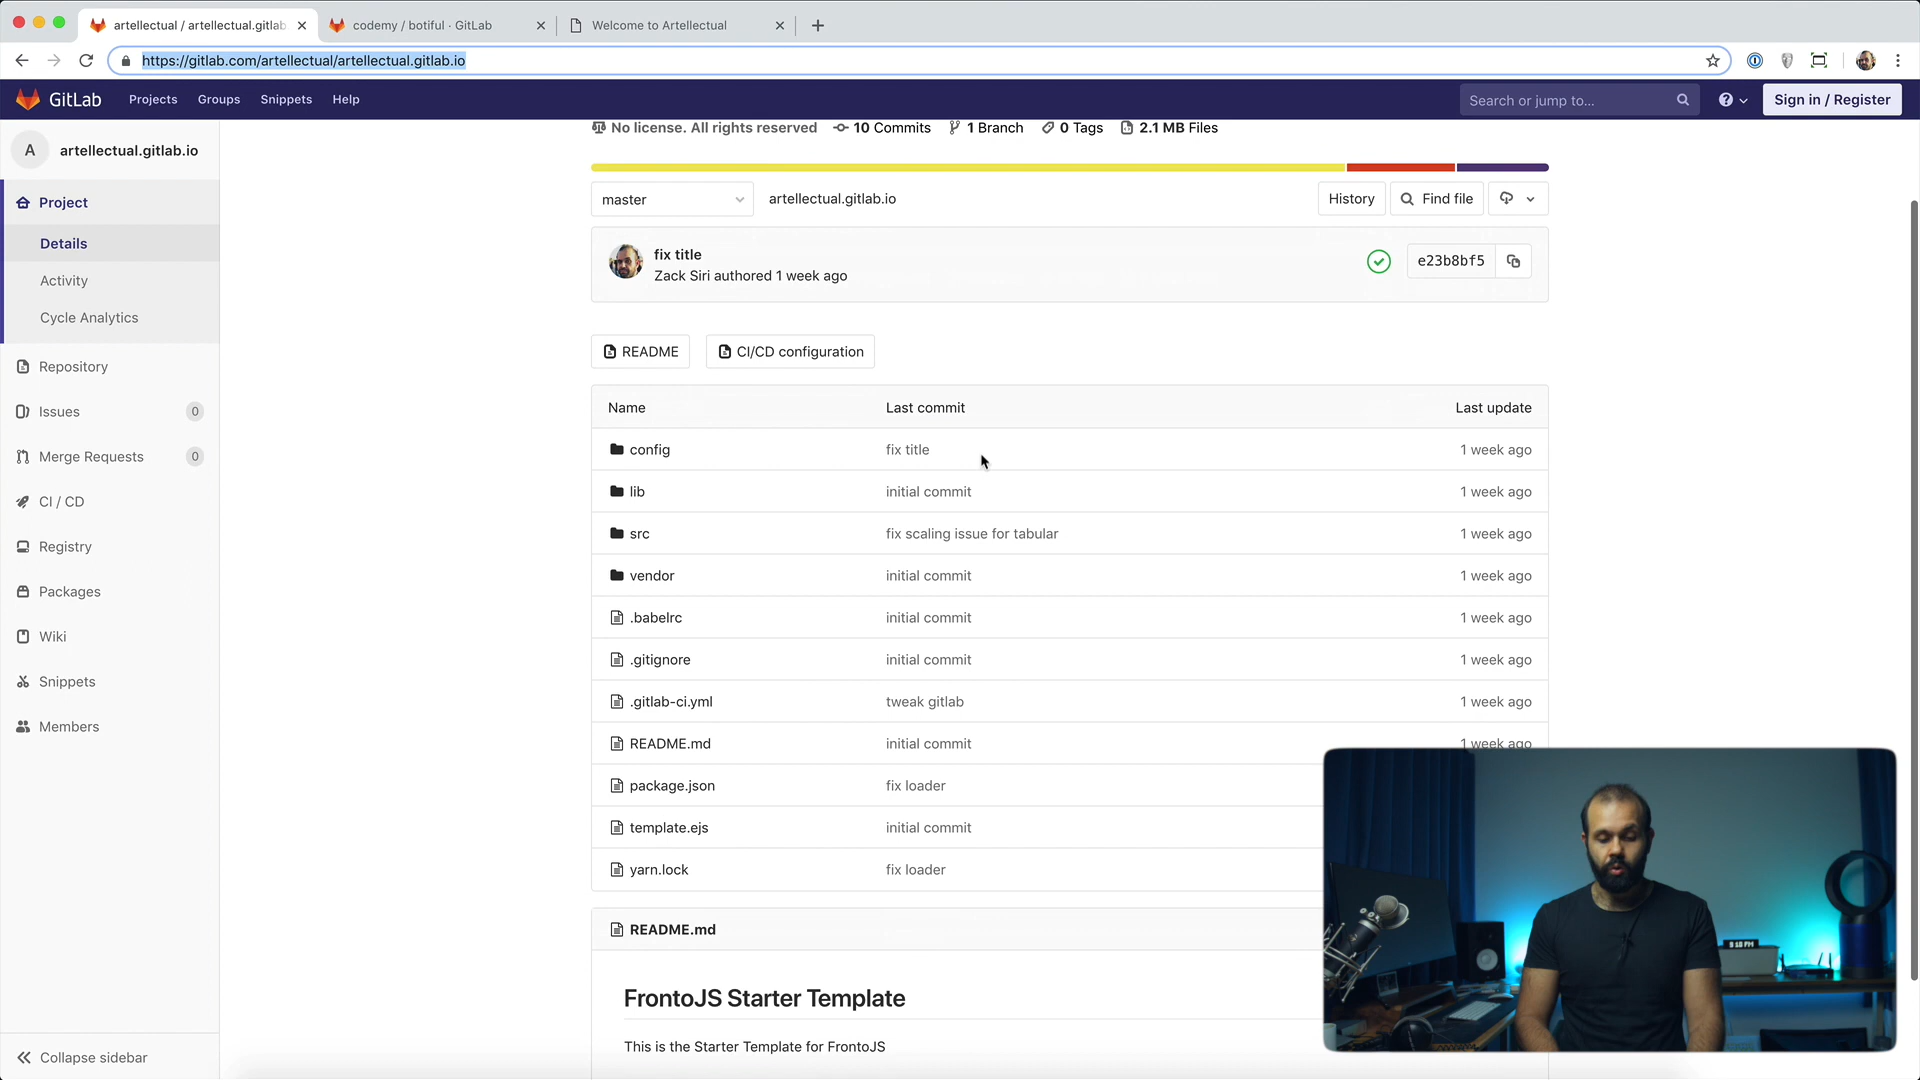 artellectual / artellectual.gitlab
codemy / botiful · GitLab
Welcome to Artellectual
https://gitlab.com/artellectual/artellectual.gitlab.io
GitLab
Projects
Groups
Snippets
Help
Search or jump to...
Sign in / Register
A
artellectual.gitlab.io
Project
Details
Activity
Cycle Analytics
Repository
Issues 0
Merge Requests 0
CI / CD
Registry
Packages
Wiki
Snippets
Members
Collapse sidebar
No license. All rights reserved 10 Commits 1 Branch 0 Tags 2.1 MB Files
master artellectual.gitlab.io History Find file
fix title
Zack Siri authored 1 week ago
e23b8bf5
README CI/CD configuration
Name Last commit Last update
config fix title 1 week ago
lib initial commit 1 week ago
src fix scaling issue for tabular 1 week ago
vendor initial commit 1 week ago
.babelrc initial commit 1 week ago
.gitignore initial commit 1 week ago
.gitlab-ci.yml tweak gitlab 1 week ago
README.md initial commit 1 week ago
package.json fix loader
template.ejs initial commit
yarn.lock fix loader
README.md
FrontoJS Starter Template
This is the Starter Template for FrontoJS